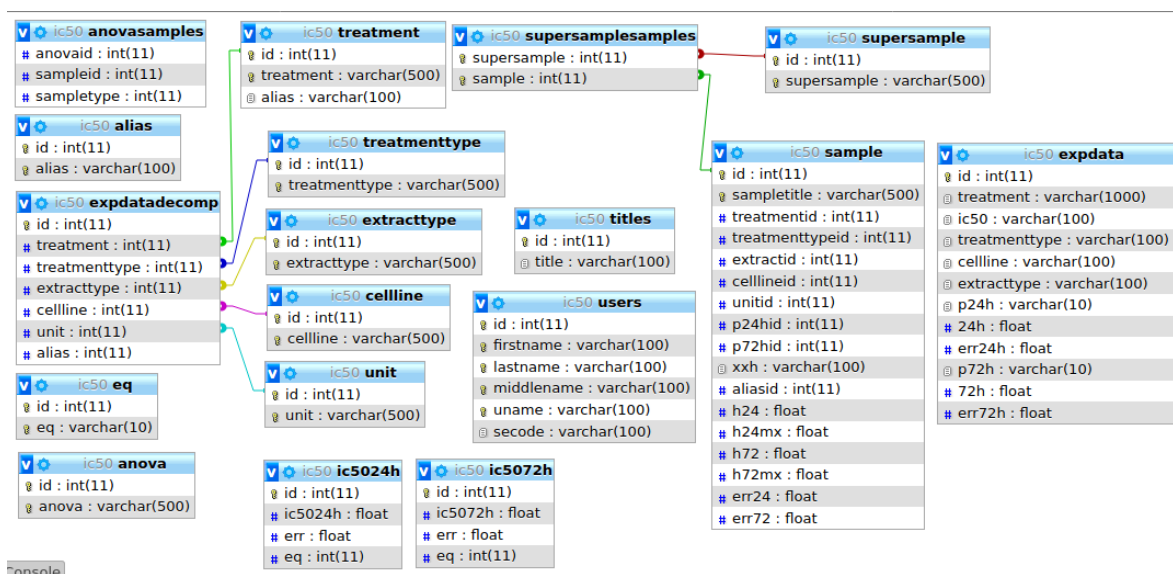 v ic50 anovasamples
# anovaid : int(11)
# sampleid : int(11)
# sampletype : int(11)
v ic50 treatment
id : int(11)
treatment : varchar(500)
alias : varchar(100)
v ic50 supersamplesamples
supersample : int(11)
sample : int(11)
v ic50 supersample
id : int(11)
supersample : varchar(500)
v ic50 alias
id : int(11)
alias : varchar(100)
v ic50 treatmenttype
id : int(11)
treatmenttype : varchar(500)
v ic50 sample
id : int(11)
sampletitle : varchar(500)
# treatmentid : int(11)
# treatmenttypeid : int(11)
# extractid : int(11)
# celllineid : int(11)
# unitid : int(11)
# p24hid : int(11)
# p72hid : int(11)
xxh : varchar(100)
# aliasid : int(11)
# h24 : float
# h24mx : float
# h72 : float
# h72mx : float
# err24 : float
# err72 : float
v ic50 expdata
id : int(11)
treatment : varchar(1000)
ic50 : varchar(100)
treatmenttype : varchar(100)
cellline : varchar(100)
extracttype : varchar(100)
p24h : varchar(10)
# 24h : float
# err24h : float
p72h : varchar(10)
# 72h : float
# err72h : float
v ic50 expdatadecomp
id : int(11)
# treatment : int(11)
# treatmenttype : int(11)
# extracttype : int(11)
# cellline : int(11)
# unit : int(11)
# alias : int(11)
v ic50 extracttype
id : int(11)
extracttype : varchar(500)
v ic50 titles
id : int(11)
title : varchar(100)
v ic50 cellline
id : int(11)
cellline : varchar(500)
v ic50 users
id : int(11)
firstname : varchar(100)
lastname : varchar(100)
middlename : varchar(100)
uname : varchar(100)
secode : varchar(100)
v ic50 unit
id : int(11)
unit : varchar(500)
v ic50 eq
id : int(11)
eq : varchar(10)
v ic50 anova
id : int(11)
anova : varchar(500)
v ic50 ic5024h
id : int(11)
# ic5024h : float
# err : float
# eq : int(11)
v ic50 ic5072h
id : int(11)
# ic5072h : float
# err : float
# eq : int(11)
Console